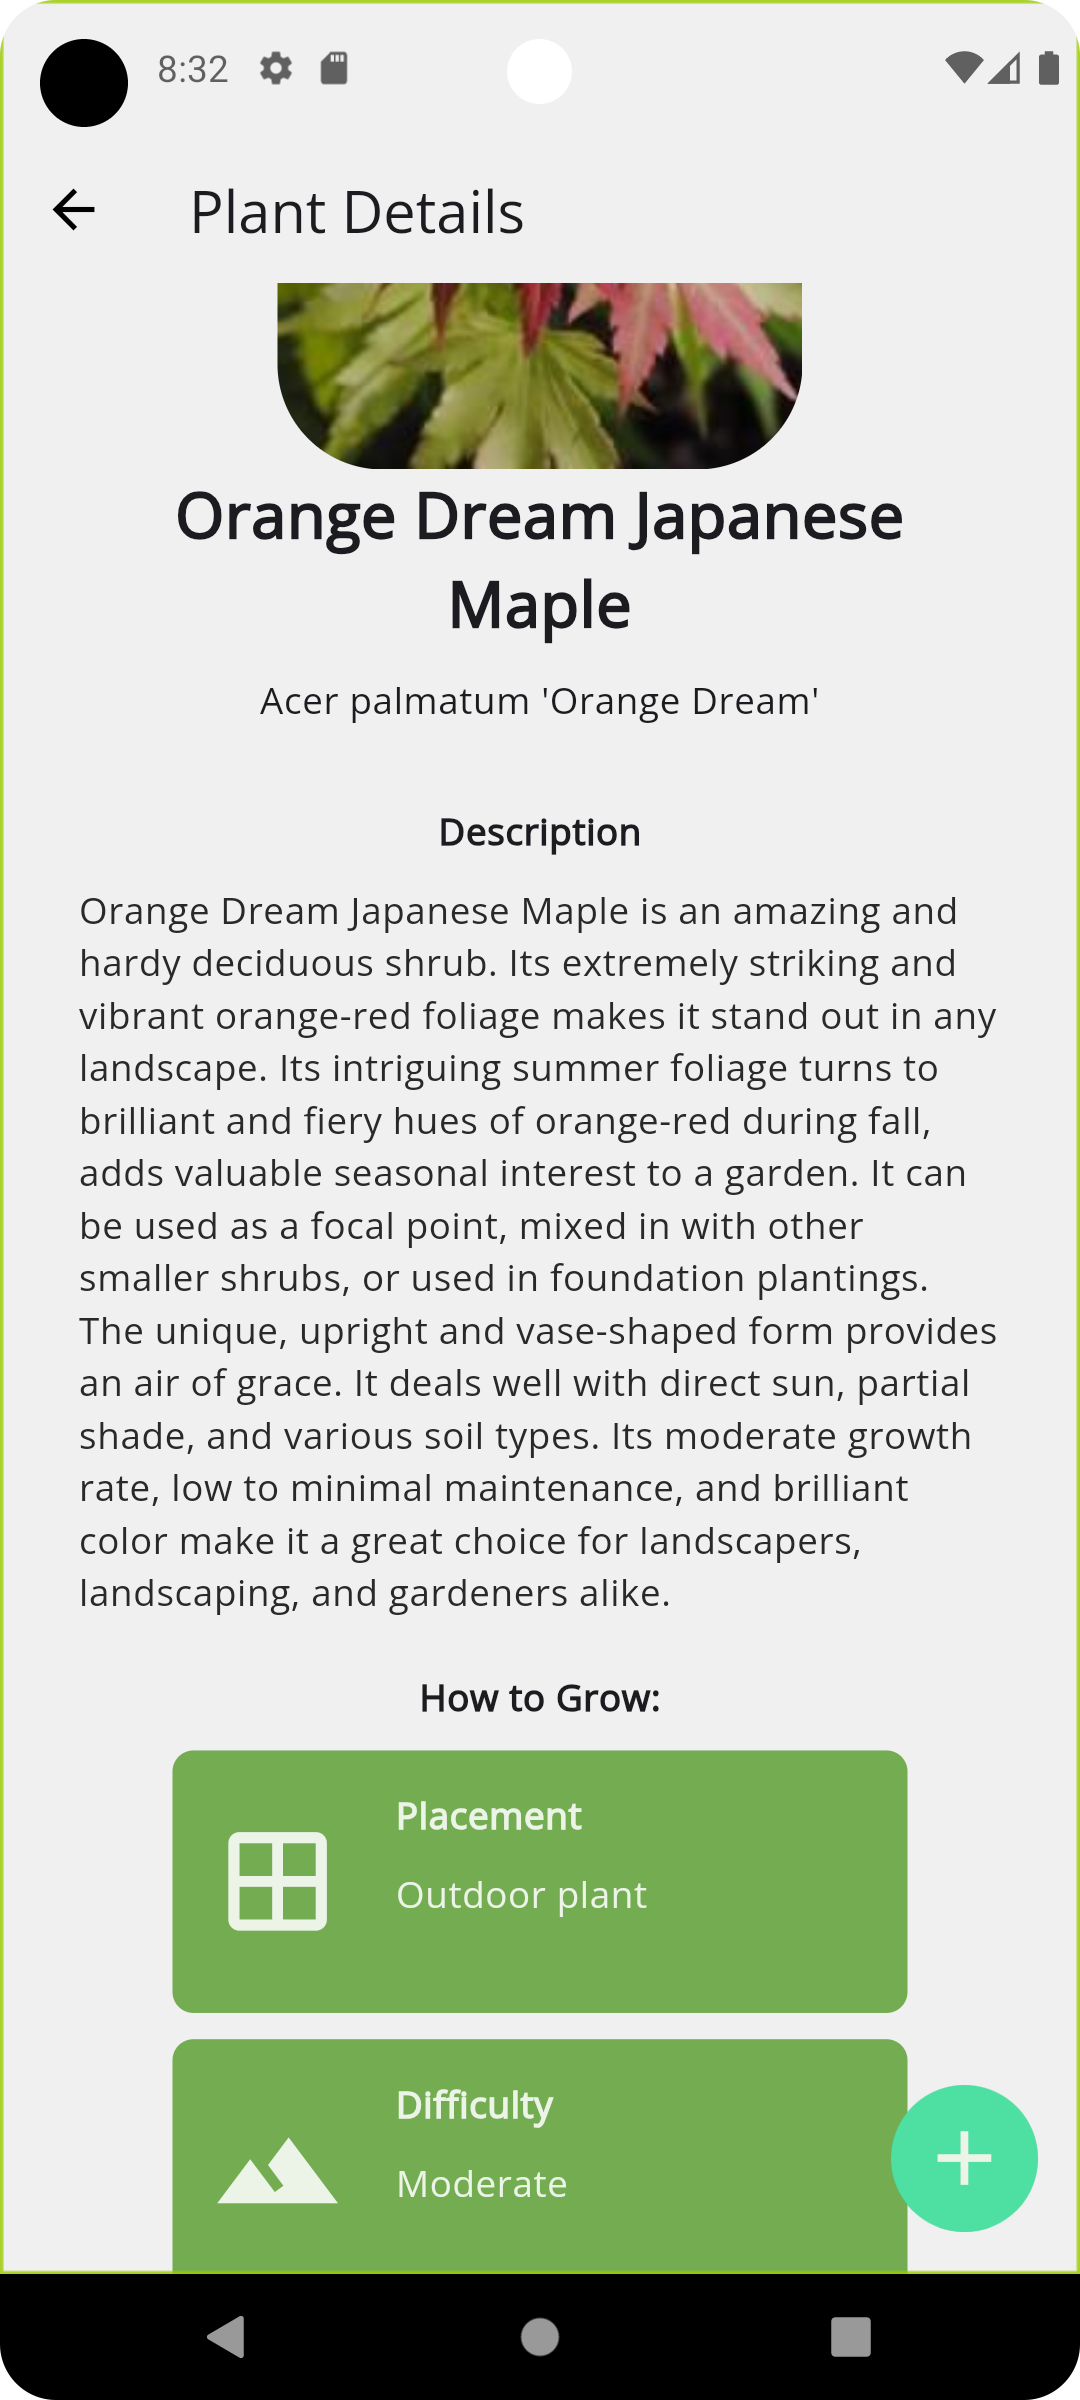 8:32
Plant Details
Orange Dream Japanese
Maple
Acer palmatum 'Orange Dream'
Description
Orange Dream Japanese Maple is an amazing and
hardy deciduous shrub. Its extremely striking and
vibrant orange-red foliage makes it stand out in any
landscape. Its intriguing summer foliage turns to
brilliant and fiery hues of orange-red during fall,
adds valuable seasonal interest to a garden. It can
be used as a focal point, mixed in with other
smaller shrubs, or used in foundation plantings.
The unique, upright and vase-shaped form provides
an air of grace. It deals well with direct sun, partial
shade, and various soil types. Its moderate growth
rate, low to minimal maintenance, and brilliant
color make it a great choice for landscapers,
landscaping, and gardeners alike.
How to Grow:
Placement
Outdoor plant
Difficulty
Moderate